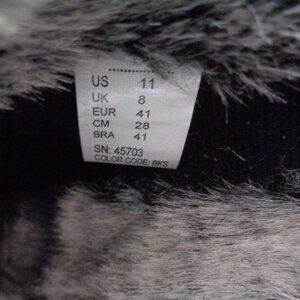 US 11
UK 8
EUR 41
CM 28
BRA 41
SN: 45703
COLOR CODE: BKS